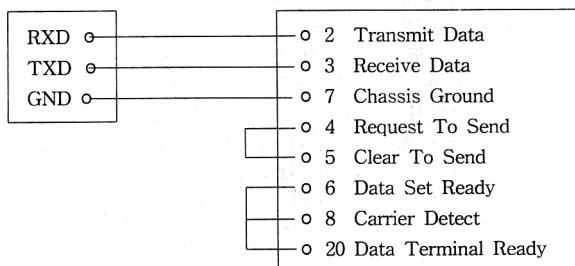 RXD 2 Transmit Data
TXD 3 Receive Data
GND 7 Chassis Ground
4 Request To Send
5 Clear To Send
6 Data Set Ready
8 Carrier Detect
20 Data Terminal Ready